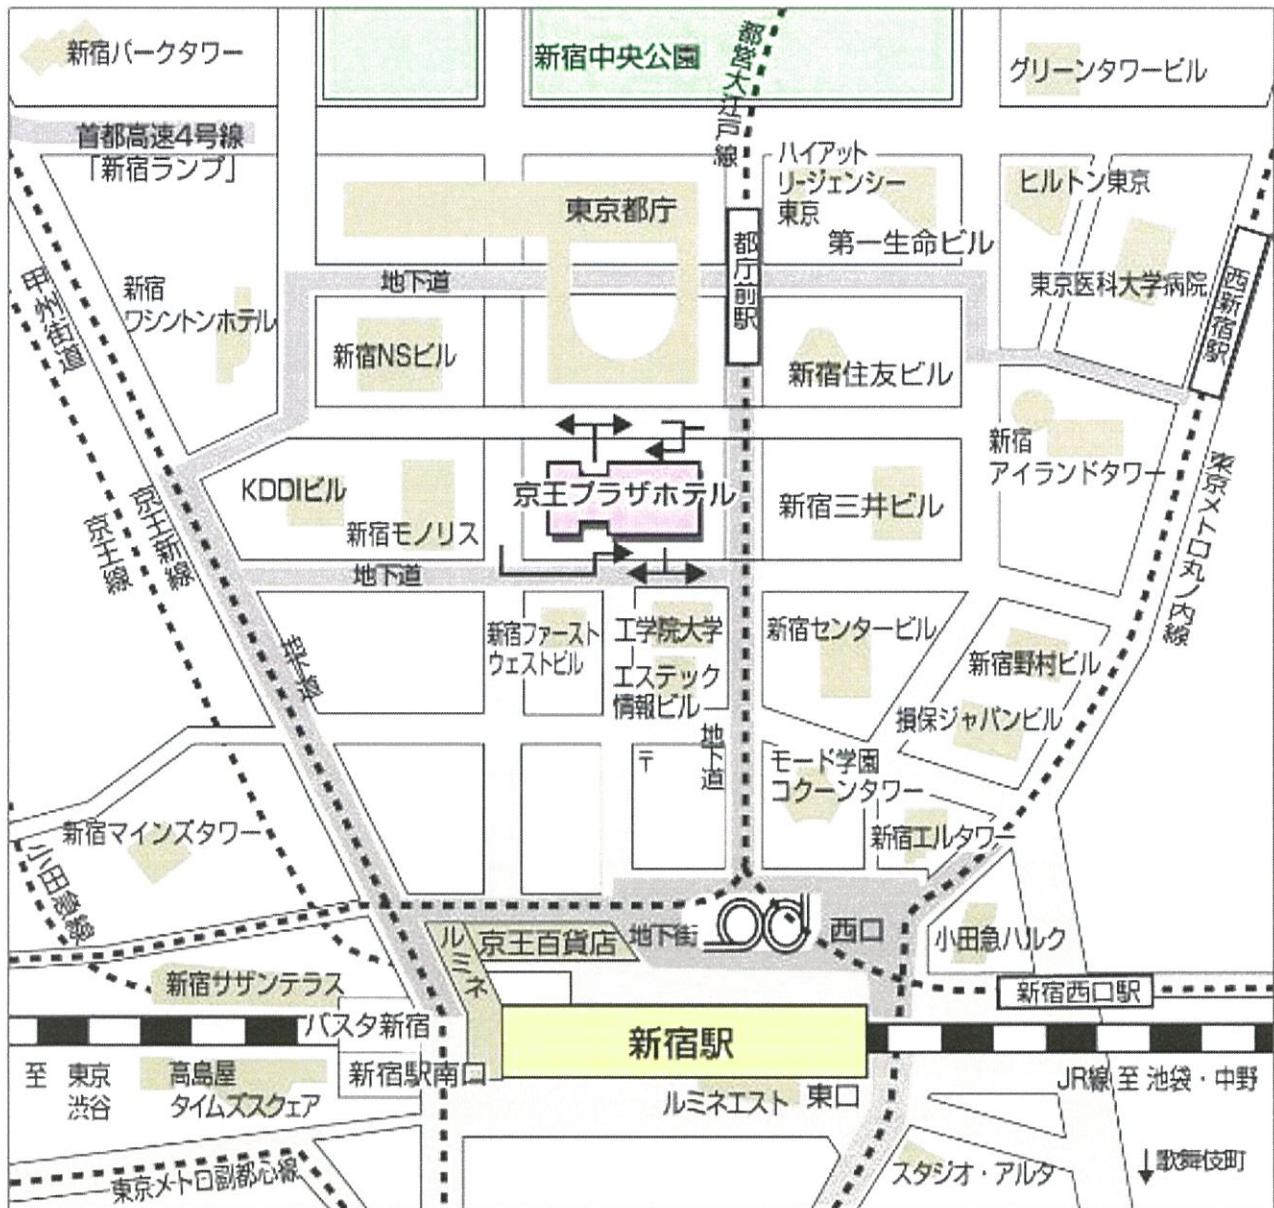 新宿パークタワー
新宿中央公園
都営大江戸線
グリーンタワービル
首都高速4号線
「新宿ランプ」
ハイアット
リージェンシー
東京
ヒルトン東京
東京都庁
第一生命ビル
都庁前駅
西新宿駅
東京医科大学病院
甲州街道
新宿
ワシントンホテル
地下道
新宿NSビル
新宿住友ビル
新宿
アイランドタワー
KDDIビル
新宿モノリス
京王プラザホテル
新宿三井ビル
東京メトロ丸ノ内線
京王新線
京王線
地下道
地下道
新宿ファースト
ウェストビル
工学院大学
エステック
情報ビル
新宿センタービル
新宿野村ビル
損保ジャパンビル
地下道
〒
モード学園
コクーンタワー
新宿エルタワー
新宿マインズタワー
小田急線
ルミネ
京王百貨店
地下街
西口
小田急ハルク
新宿サザンテラス
新宿西口駅
バスタ新宿
新宿駅
至 東京
渋谷
高島屋
タイムズスクェア
新宿駅南口
ルミネエスト
東口
JR線 至 池袋・中野
東京メトロ副都心線
スタジオ・アルタ
歌舞伎町